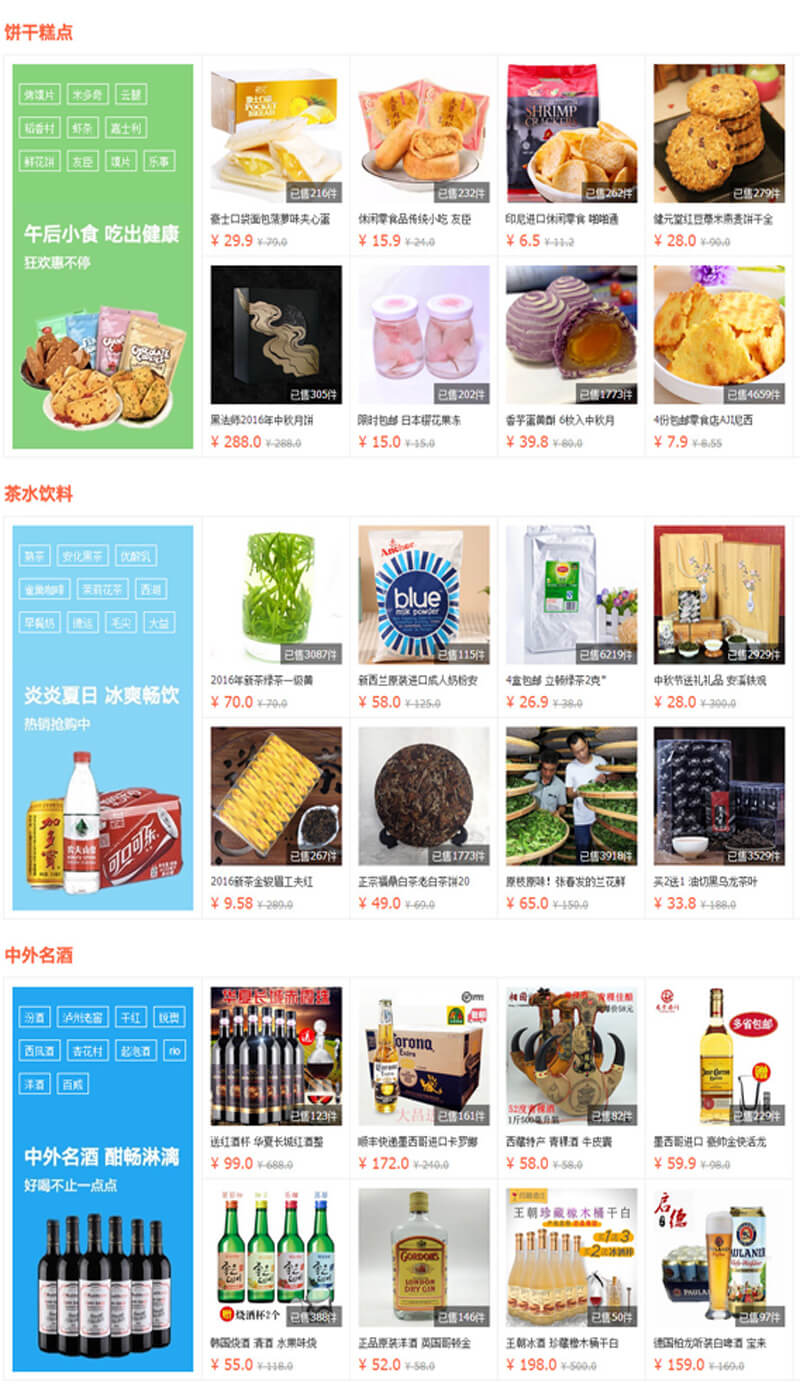 饼干糕点
烤馍片 米多奇 云腿
稻香村 虾条 嘉士利
鲜花饼 友臣 馍片 乐事
午后小食 吃出健康
狂欢惠不停
已售216件
豪士口袋面包菠萝味夹心蛋
¥ 29.9 ¥ 79.0
已售232件
休闲零食品传统小吃 友臣
¥ 15.9 ¥ 24.0
SHRIMP
CRACKERS
已售262件
印尼进口休闲零食 啪啪通
¥ 6.5 ¥ 11.2
已售279件
健元堂红豆薏米燕麦饼干全
¥ 28.0 ¥ 90.0
已售305件
黑法师2016年中秋月饼
¥ 288.0 ¥ 288.0
已售202件
限时包邮 日本樱花果冻
¥ 15.0 ¥ 15.0
已售1773件
香芋蛋黄酥 6枚入中秋月
¥ 39.8 ¥ 80.0
已售4659件
4份包邮零食店AJI尼西
¥ 7.9 ¥ 8.55
茶水饮料
熟茶 安化黑茶 优酸乳
雀巢咖啡 茉莉花茶 西湖
早餐奶 德运 毛尖 大益
炎炎夏日 冰爽畅饮
热销抢购中
加多宝
农夫山泉
可口可乐
已售3087件
2016年新茶绿茶一级黄
¥ 70.0 ¥ 70.0
Anchor
blue
milk powder
已售115件
新西兰原装进口成人奶粉安
¥ 58.0 ¥ 125.0
已售6219件
4盒包邮 立顿绿茶2克*
¥ 26.9 ¥ 38.0
已售2929件
中秋节送礼礼品 安溪铁观
¥ 28.0 ¥ 300.0
已售267件
2016新茶金银眉工夫红
¥ 9.58 ¥ 289.0
已售1773件
正宗福鼎白茶老白茶饼20
¥ 49.0 ¥ 69.0
已售3918件
原枝原味！张春发的兰花鲜
¥ 65.0 ¥ 150.0
已售3529件
买2送1 油切黑乌龙茶叶
¥ 33.8 ¥ 188.0
中外名酒
汾酒 泸州老窖 干红 锐澳
西凤酒 杏花村 起泡酒 rio
洋酒 百威
中外名酒 酣畅淋漓
好喝不止一点点
华夏长城赤霞珠
送
已售123件
送红酒杯 华夏长城红酒整
¥ 99.0 ¥ 688.0
Corona
Extra
已售161件
顺丰快递墨西哥进口卡罗娜
¥ 172.0 ¥ 240.0
52度青稞酒
已售82件
西藏特产 青稞酒 牛皮囊
¥ 58.0 ¥ 58.0
多省包邮
赠
已售229件
墨西哥进口 豪帅金快活龙
¥ 59.9 ¥ 98.0
赠 烧酒杯2个
已售388件
韩国烧酒 清酒 水果味烧
¥ 55.0 ¥ 118.0
GORDON'S
LONDON
DRY GIN
已售146件
正品原装洋酒 英国哥顿金
¥ 52.0 ¥ 58.0
王朝珍藏橡木桶干白
买1送3
已售50件
王朝冰酒 珍藏橡木桶干白
¥ 198.0 ¥ 500.0
启德
PAULANER
已售97件
德国柏龙听装白啤酒 宝来
¥ 159.0 ¥ 169.0